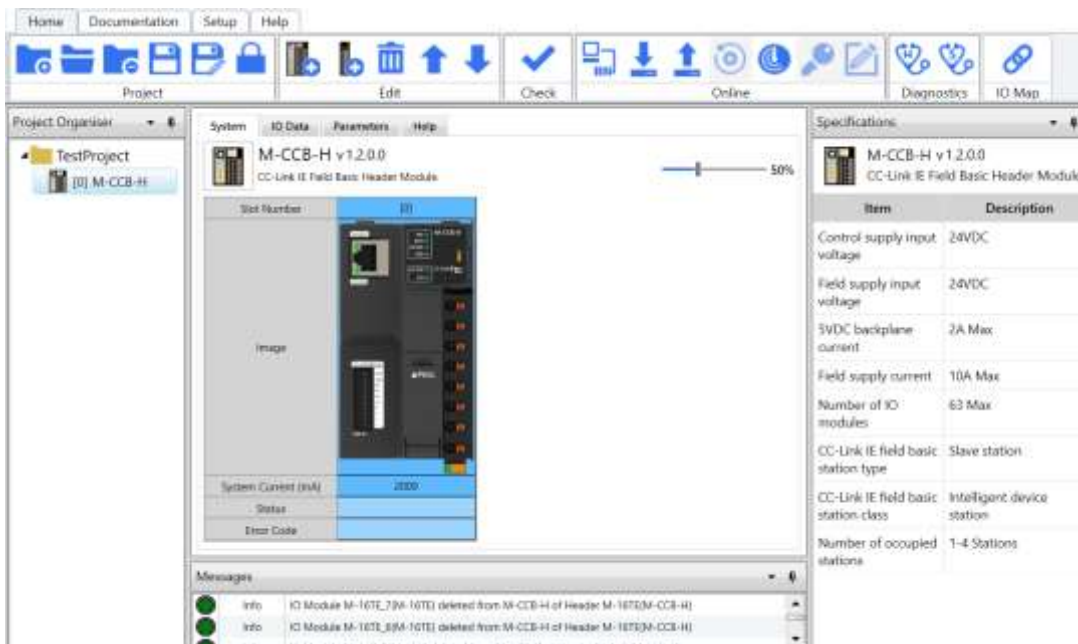 Home Documentation Setup Help
Project Edit Check Online Diagnostics IO Map
Project Organiser
TestProject
[0] M-CCB-H
System IO Data Parameters Help
M-CCB-H v1.2.0.0
CC-Link IE Field Basic Header Module
50%
Slot Number [0]
Image
System Current (mA) 2000
Status
Error Code
Messages
Info IO Module M-16TE_7(M-16TE) deleted from M-CCB-H of Header M-16TE(M-CCB-H)
Info IO Module M-16TE_8(M-16TE) deleted from M-CCB-H of Header M-16TE(M-CCB-H)
Specifications
M-CCB-H v1.2.0.0
CC-Link IE Field Basic Header Module
Item Description
Control supply input voltage 24VDC
Field supply input voltage 24VDC
5VDC backplane current 2A Max
Field supply current 10A Max
Number of IO modules 63 Max
CC-Link IE field basic station type Slave station
CC-Link IE field basic station class Intelligent device station
Number of occupied stations 1-4 Stations